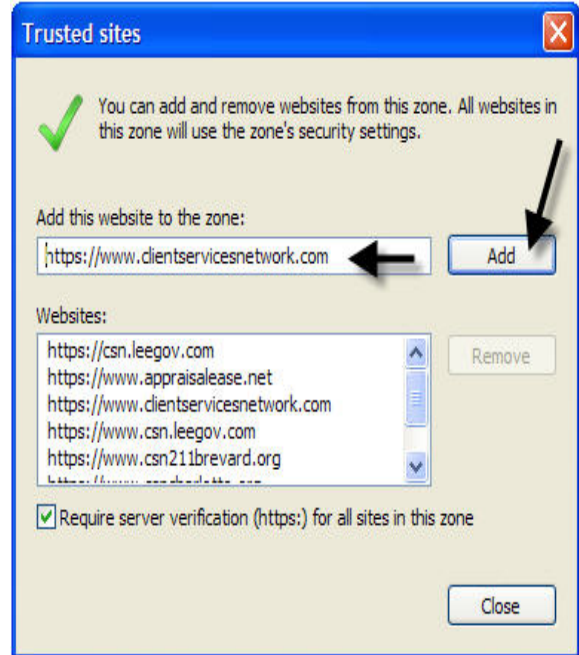 Trusted sites
You can add and remove websites from this zone. All websites in
this zone will use the zone's security settings.
Add this website to the zone:
https://www.clientservicesnetwork.com
Add
Websites:
https://csn.leegov.com
https://www.appraisalease.net
https://www.clientservicesnetwork.com
https://www.csn.leegov.com
https://www.csn211brevard.org
Remove
Require server verification (https:) for all sites in this zone
Close